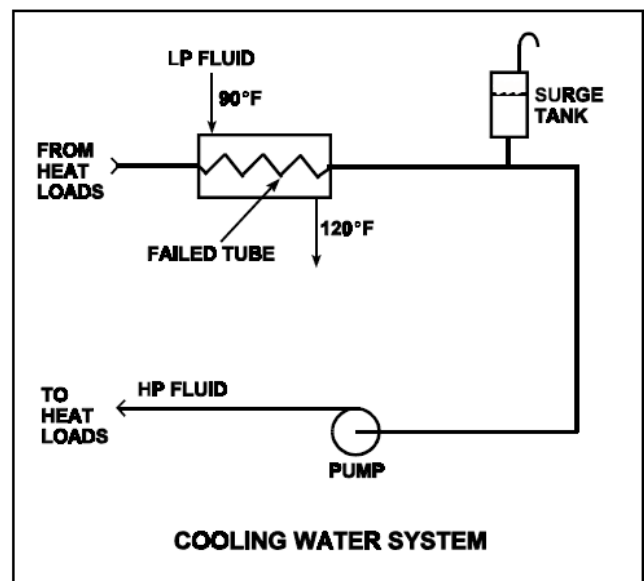 LP FLUID
90°F
SURGE
TANK
FROM
HEAT
LOADS
120°F
FAILED TUBE
TO
HEAT
LOADS
HP FLUID
PUMP
COOLING WATER SYSTEM